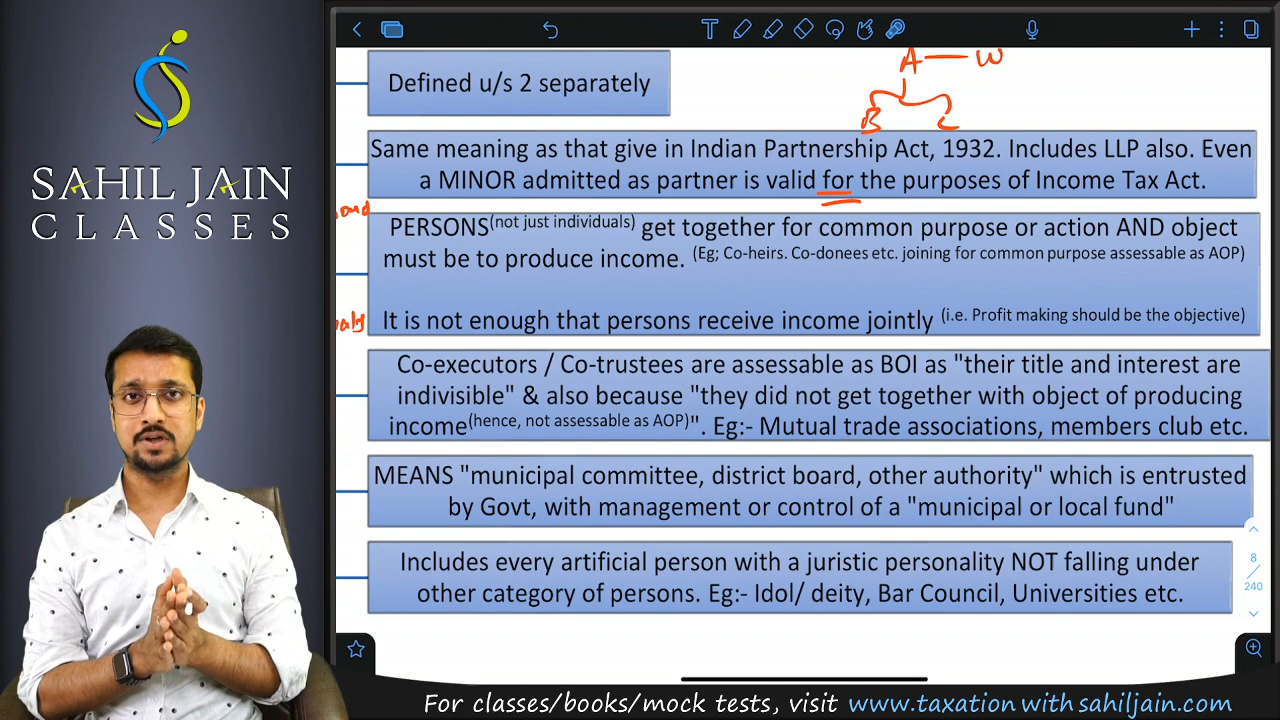 SAHIL JAIN
CLASSES
A — W
B C
Defined u/s 2 separately
Same meaning as that give in Indian Partnership Act, 1932. Includes LLP also. Even
a MINOR admitted as partner is valid for the purposes of Income Tax Act.
PERSONS(not just individuals) get together for common purpose or action AND object
must be to produce income. (Eg; Co-heirs. Co-donees etc. joining for common purpose assessable as AOP)
It is not enough that persons receive income jointly (i.e. Profit making should be the objective)
Co-executors / Co-trustees are assessable as BOI as "their title and interest are
indivisible" & also because "they did not get together with object of producing
income(hence, not assessable as AOP)". Eg:- Mutual trade associations, members club etc.
MEANS "municipal committee, district board, other authority" which is entrusted
by Govt, with management or control of a "municipal or local fund"
Includes every artificial person with a juristic personality NOT falling under
other category of persons. Eg:- Idol/ deity, Bar Council, Universities etc.
8
/
240
For classes/books/mock tests, visit www.taxationwithsahiljain.com